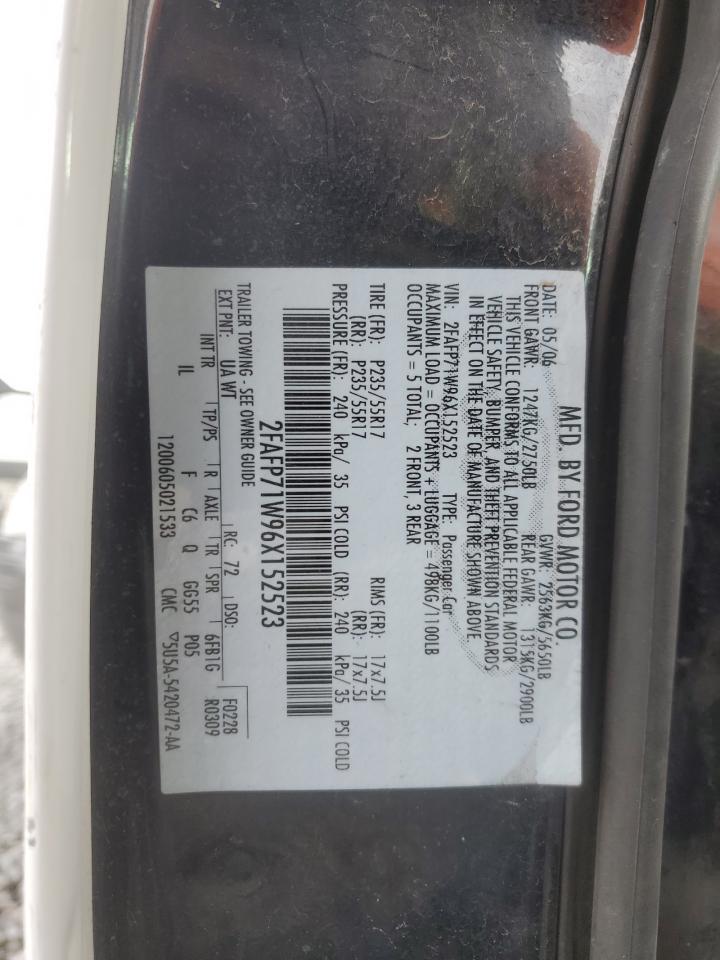 MFD. BY FORD MOTOR CO.
DATE: 05/06 GVWR: 2563KG/5650LB
FRONT GAWR: 1247KG/2750LB REAR GAWR: 1315KG/2900LB
THIS VEHICLE CONFORMS TO ALL APPLICABLE FEDERAL MOTOR
VEHICLE SAFETY, BUMPER, AND THEFT PREVENTION STANDARDS
IN EFFECT ON THE DATE OF MANUFACTURE SHOWN ABOVE.
VIN: 2FAFP71W96X152523 TYPE: Passenger Car
MAXIMUM LOAD = OCCUPANTS + LUGGAGE = 498KG/1100LB
OCCUPANTS = 5 TOTAL; 2 FRONT, 3 REAR
TIRE (FR): P235/55R17 RIMS (FR): 17x7.5J
(RR): P235/55R17 (RR): 17x7.5J
PRESSURE (FR): 240 kPa/ 35 PSI COLD (RR): 240 kPa/ 35 PSI COLD
2FAFP71W96X152523
TRAILER TOWING - SEE OWNER GUIDE
EXT PNT: UA WT RC: 72 DSO: F0228
INT TR TP/PS R AXLE TR SPR 6FB1G R0309
IL F C6 Q GG55 P05
1200605021533 CMC ▽5U5A-5420472-AA